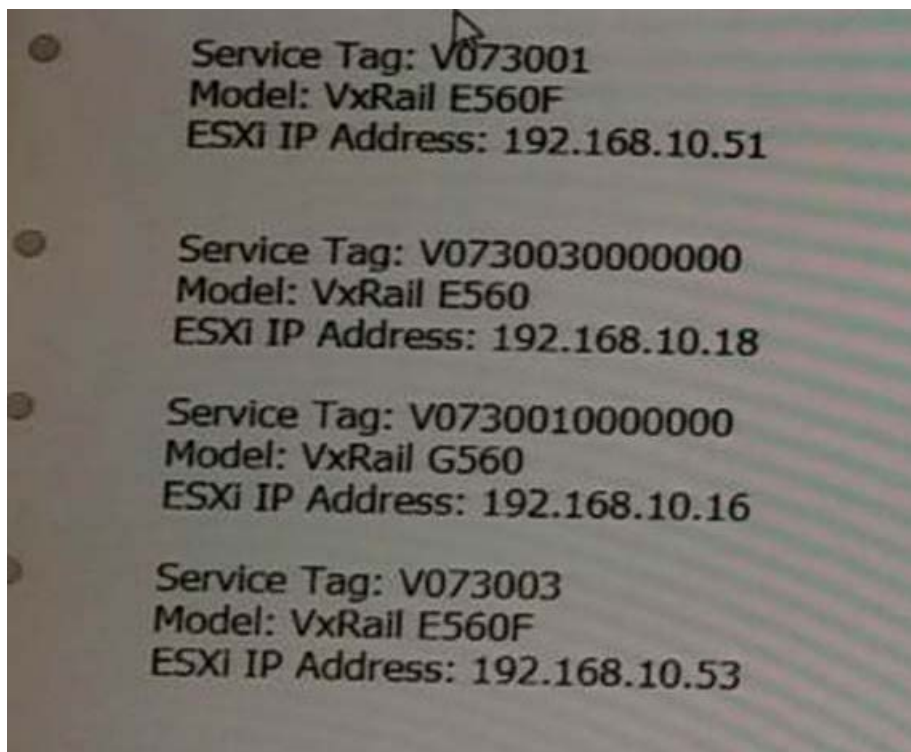 Service Tag: V073001
Model: VxRail E560F
ESXi IP Address: 192.168.10.51
Service Tag: V0730030000000
Model: VxRail E560
ESXi IP Address: 192.168.10.18
Service Tag: V0730010000000
Model: VxRail G560
ESXi IP Address: 192.168.10.16
Service Tag: V073003
Model: VxRail E560F
ESXi IP Address: 192.168.10.53